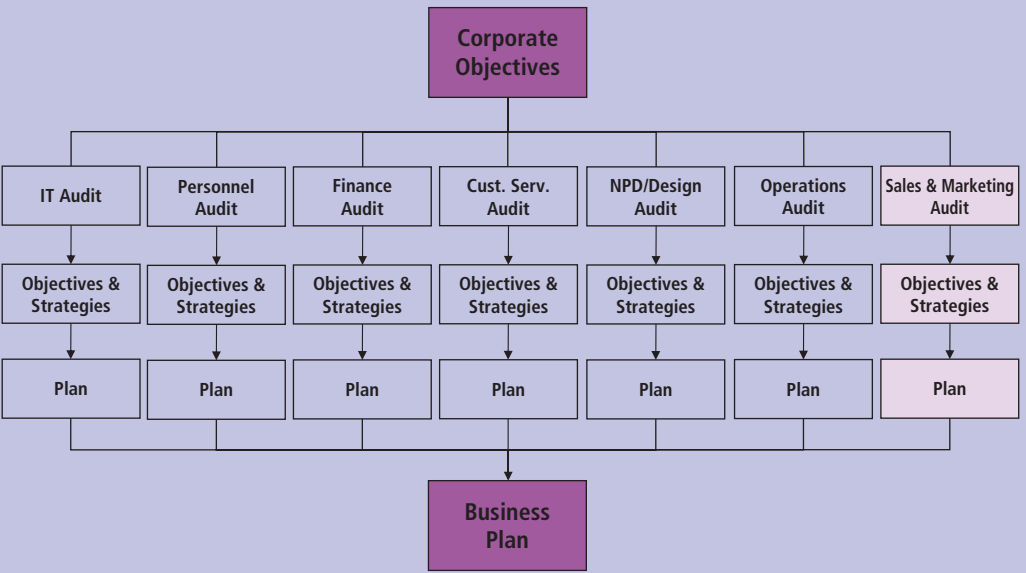 Corporate
Objectives
IT Audit
Personnel
Audit
Finance
Audit
Cust. Serv.
Audit
NPD/Design
Audit
Operations
Audit
Sales & Marketing
Audit
Objectives &
Strategies
Objectives &
Strategies
Objectives &
Strategies
Objectives &
Strategies
Objectives &
Strategies
Objectives &
Strategies
Objectives &
Strategies
Plan
Plan
Plan
Plan
Plan
Plan
Plan
Business
Plan